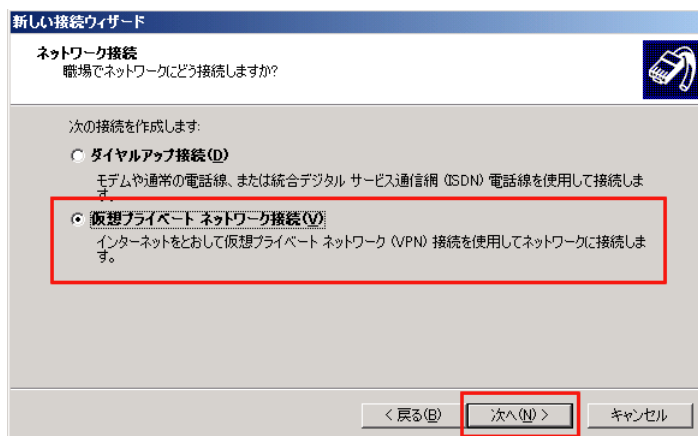 新しい接続ウィザード
ネットワーク接続
職場でネットワークにどう接続しますか?
次の接続を作成します:
ダイヤルアップ接続(D)
モデムや通常の電話線、または統合デジタル サービス通信網 (ISDN) 電話線を使用して接続しま
す。
仮想プライベート ネットワーク接続(V)
インターネットをとおして仮想プライベート ネットワーク (VPN) 接続を使用してネットワークに接続しま
す。
< 戻る(B) 次へ(N) > キャンセル